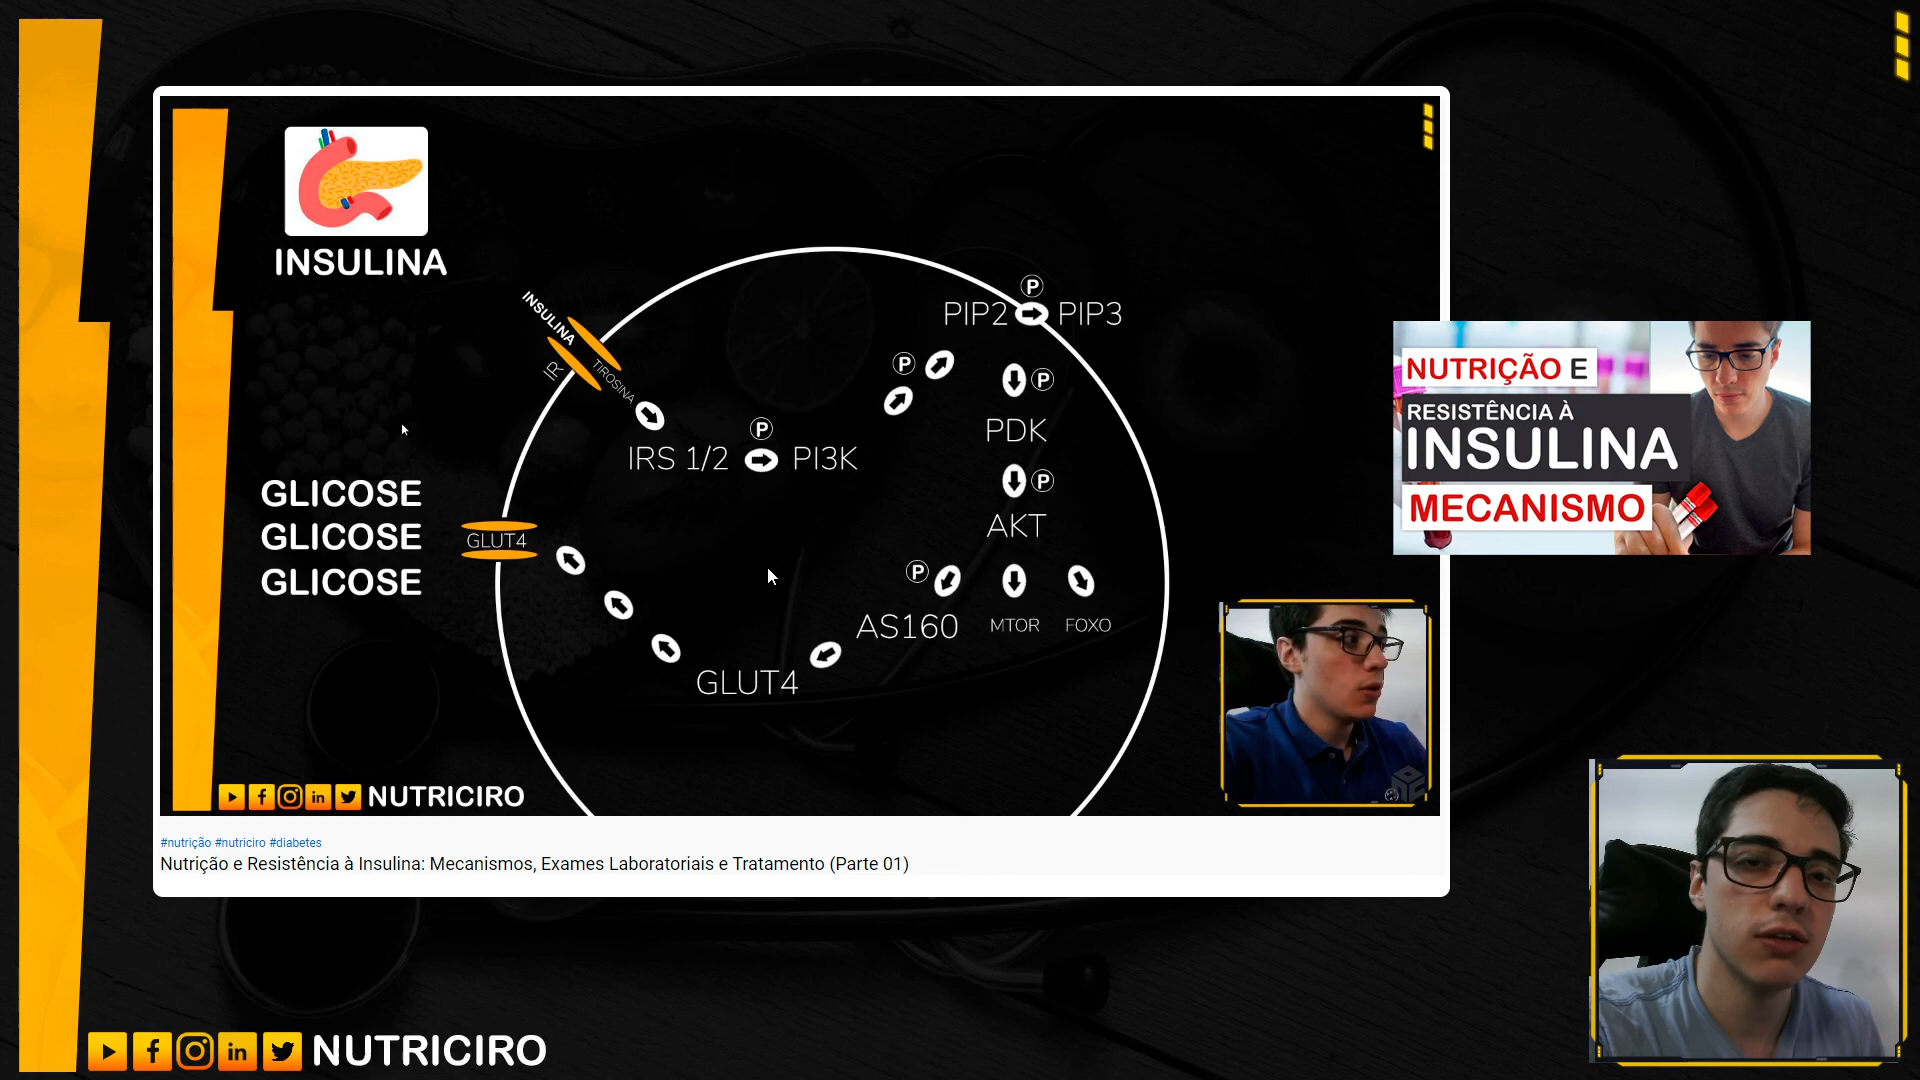 INSULINA
INSULINA
IR
TIROSINA
IRS 1/2
P
PI3K
P
P
PIP2
PIP3
P
PDK
P
AKT
P
AS160
MTOR
FOXO
GLUT4
GLUT4
GLICOSE
GLICOSE
GLICOSE
f
in
NUTRICIRO
#nutrição #nutriciro #diabetes
Nutrição e Resistência à Insulina: Mecanismos, Exames Laboratoriais e Tratamento (Parte 01)
NUTRIÇÃO E
RESISTÊNCIA À
INSULINA
MECANISMO
f
in
NUTRICIRO